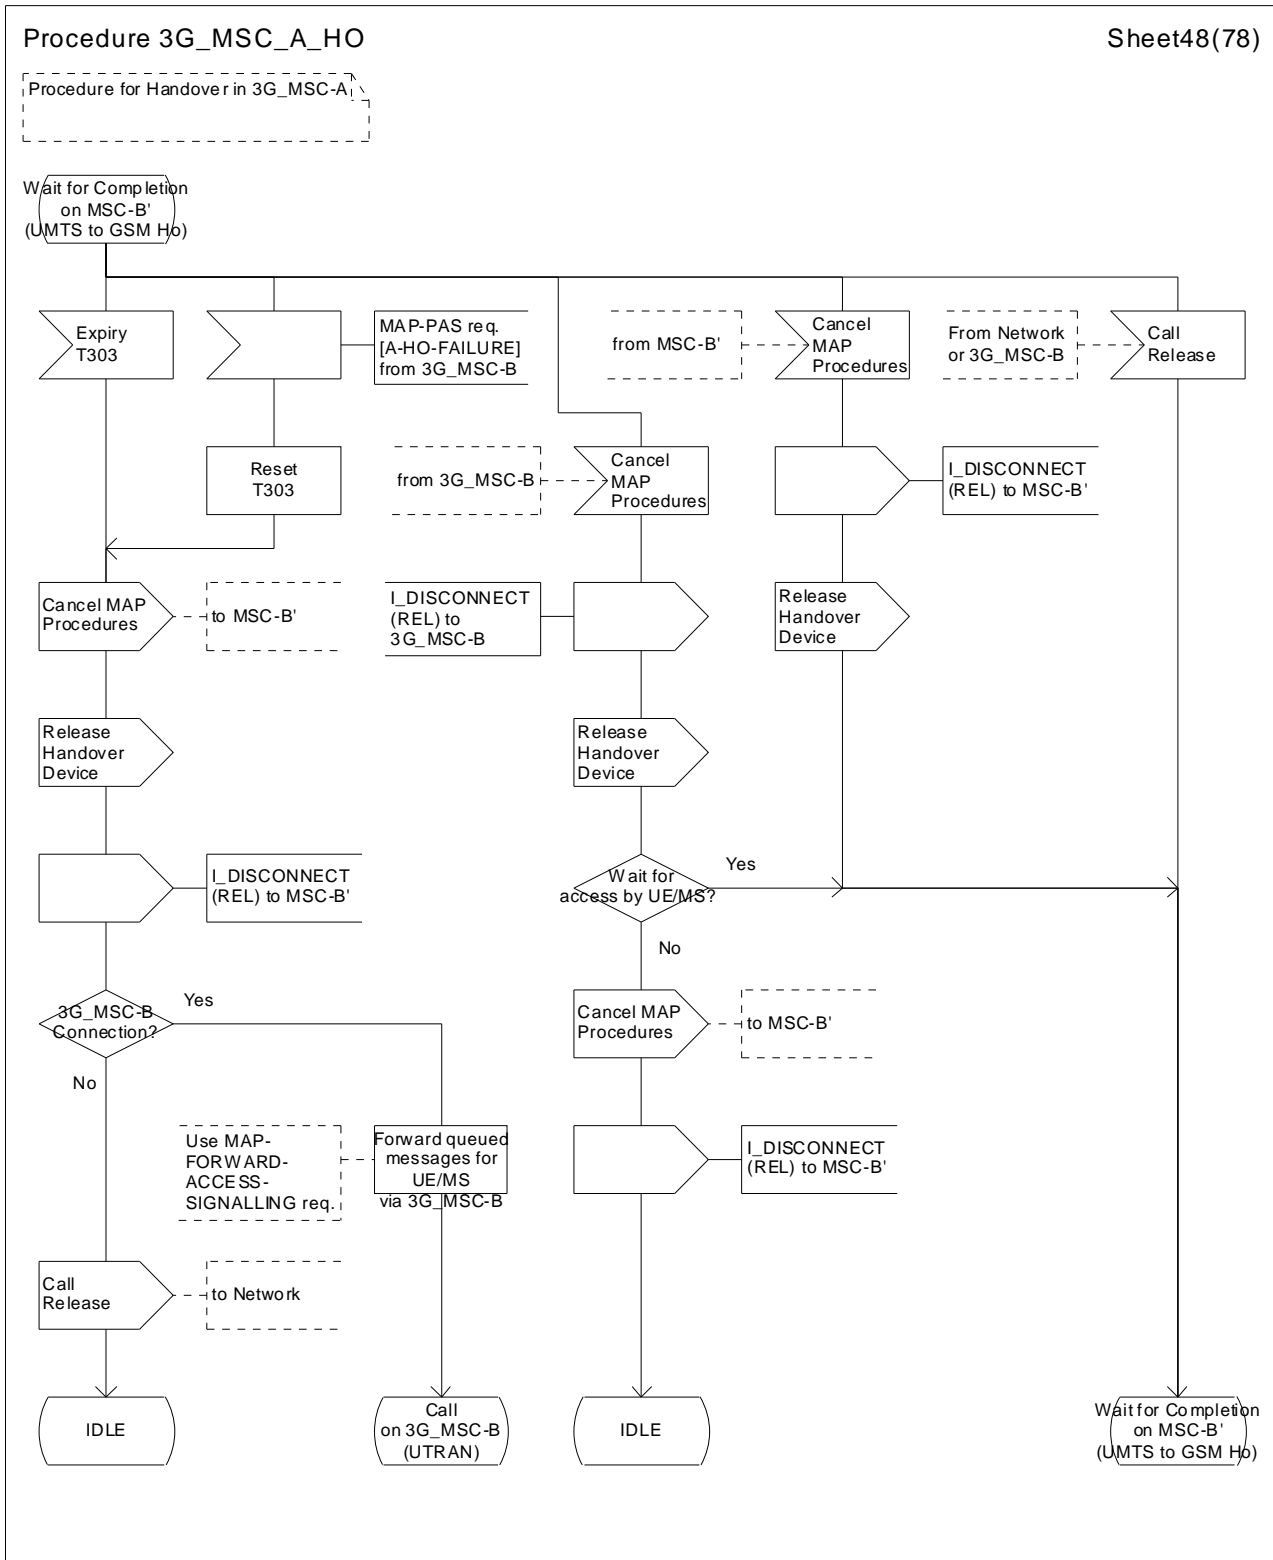 Procedure 3G_MSC_A_HO
Sheet48(78)
Procedure for Handover in 3G_MSC-A
Wait for Completion
on MSC-B'
(UMTS to GSM Ho)
Expiry
T303
MAP-PAS req.
[A-HO-FAILURE]
from 3G_MSC-B
from MSC-B'
Cancel
MAP
Procedures
From Network
or 3G_MSC-B
Call
Release
Reset
T303
from 3G_MSC-B
Cancel
MAP
Procedures
I_DISCONNECT
(REL) to MSC-B'
Cancel MAP
Procedures
to MSC-B'
I_DISCONNECT
(REL) to
3G_MSC-B
Release
Handover
Device
Release
Handover
Device
Release
Handover
Device
I_DISCONNECT
(REL) to MSC-B'
Wait for
access by UE/MS?
Yes
No
3G_MSC-B
Connection?
Yes
No
Cancel MAP
Procedures
to MSC-B'
Use MAP-
FORWARD-
ACCESS-
SIGNALLING req.
Forward queued
messages for
UE/MS
via 3G_MSC-B
I_DISCONNECT
(REL) to MSC-B'
Call
Release
to Network
IDLE
Call
on 3G_MSC-B
(UTRAN)
IDLE
Wait for Completion
on MSC-B'
(UMTS to GSM Ho)